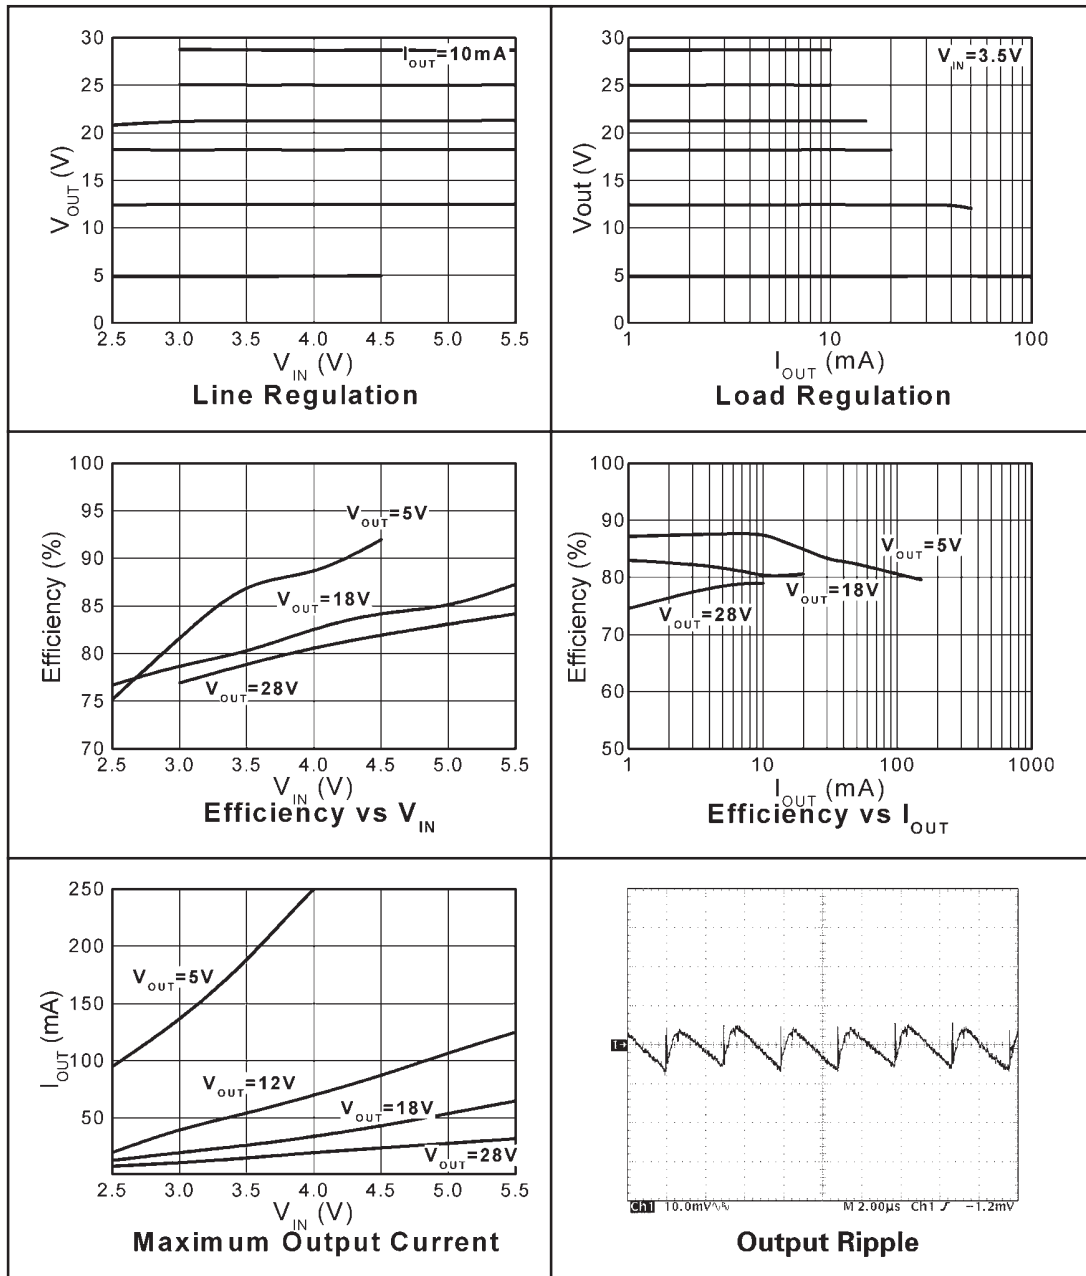 30
25
20
15
10
5
0
V_OUT (V)
I_OUT=10mA
2.5 3.0 3.5 4.0 4.5 5.0 5.5
V_IN (V)
Line Regulation
30
25
20
15
10
5
0
Vout (V)
V_IN=3.5V
1 10 100
I_OUT (mA)
Load Regulation
100
95
90
85
80
75
70
Efficiency (%)
V_OUT=5V
V_OUT=18V
V_OUT=28V
2.5 3.0 3.5 4.0 4.5 5.0 5.5
V_IN (V)
Efficiency vs V_IN
100
90
80
70
60
50
Efficiency (%)
V_OUT=5V
V_OUT=18V
V_OUT=28V
1 10 100 1000
I_OUT (mA)
Efficiency vs I_OUT
250
200
150
100
50
I_OUT (mA)
V_OUT=5V
V_OUT=12V
V_OUT=18V
V_OUT=28V
2.5 3.0 3.5 4.0 4.5 5.0 5.5
V_IN (V)
Maximum Output Current
Ch1 10.0mV M 2.00µs Ch1 -1.2mV
Output Ripple